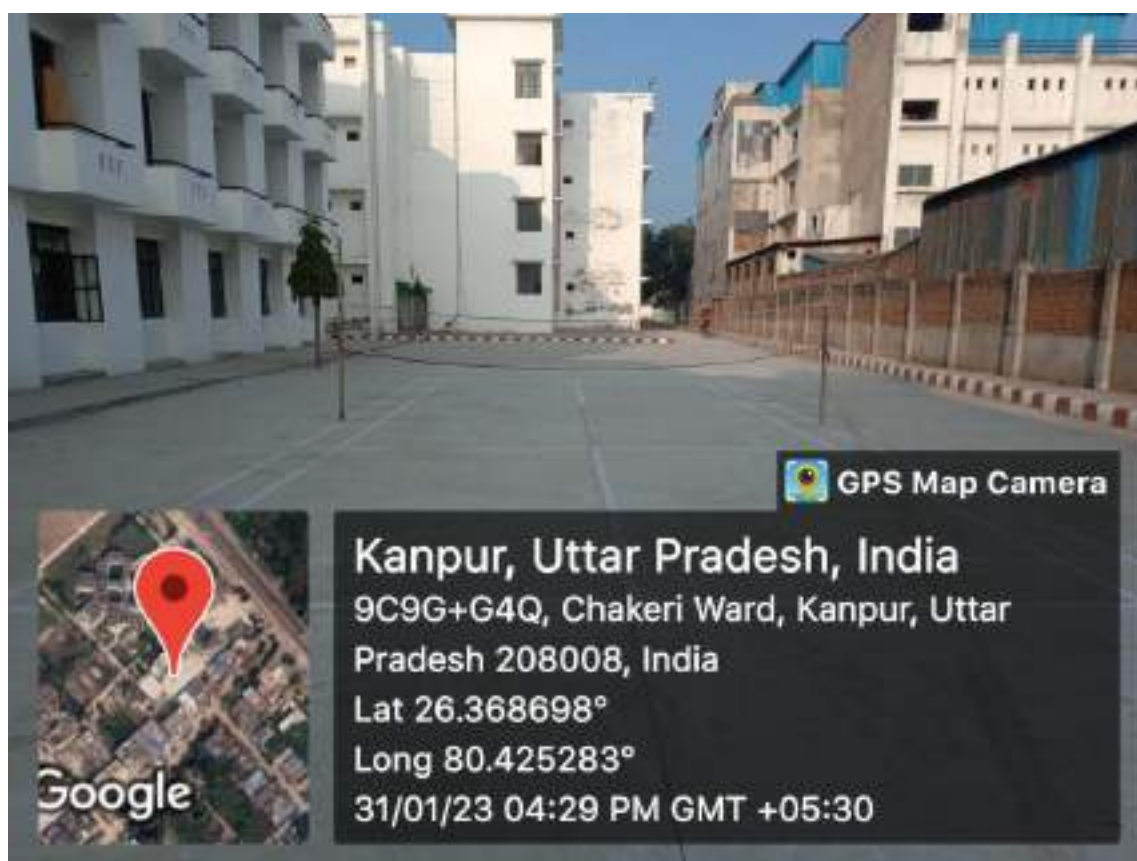 GPS Map Camera
Kanpur, Uttar Pradesh, India
9C9G+G4Q, Chakeri Ward, Kanpur, Uttar
Pradesh 208008, India
Lat 26.368698°
Long 80.425283°
31/01/23 04:29 PM GMT +05:30
Google